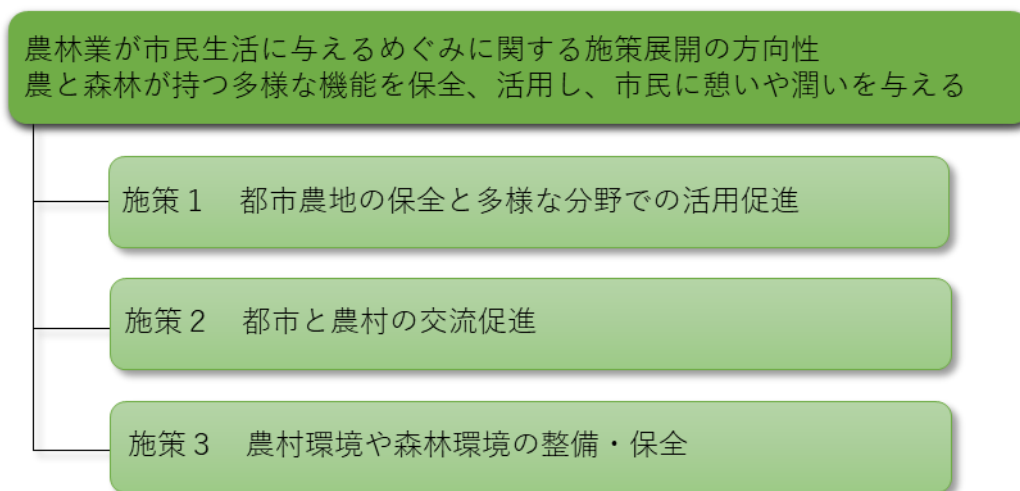 農林業が市民生活に与えるめぐみに関する施策展開の方向性
農と森林が持つ多様な機能を保全、活用し、市民に憩いや潤いを与える
施策１　都市農地の保全と多様な分野での活用促進
施策２　都市と農村の交流促進
施策３　農村環境や森林環境の整備・保全